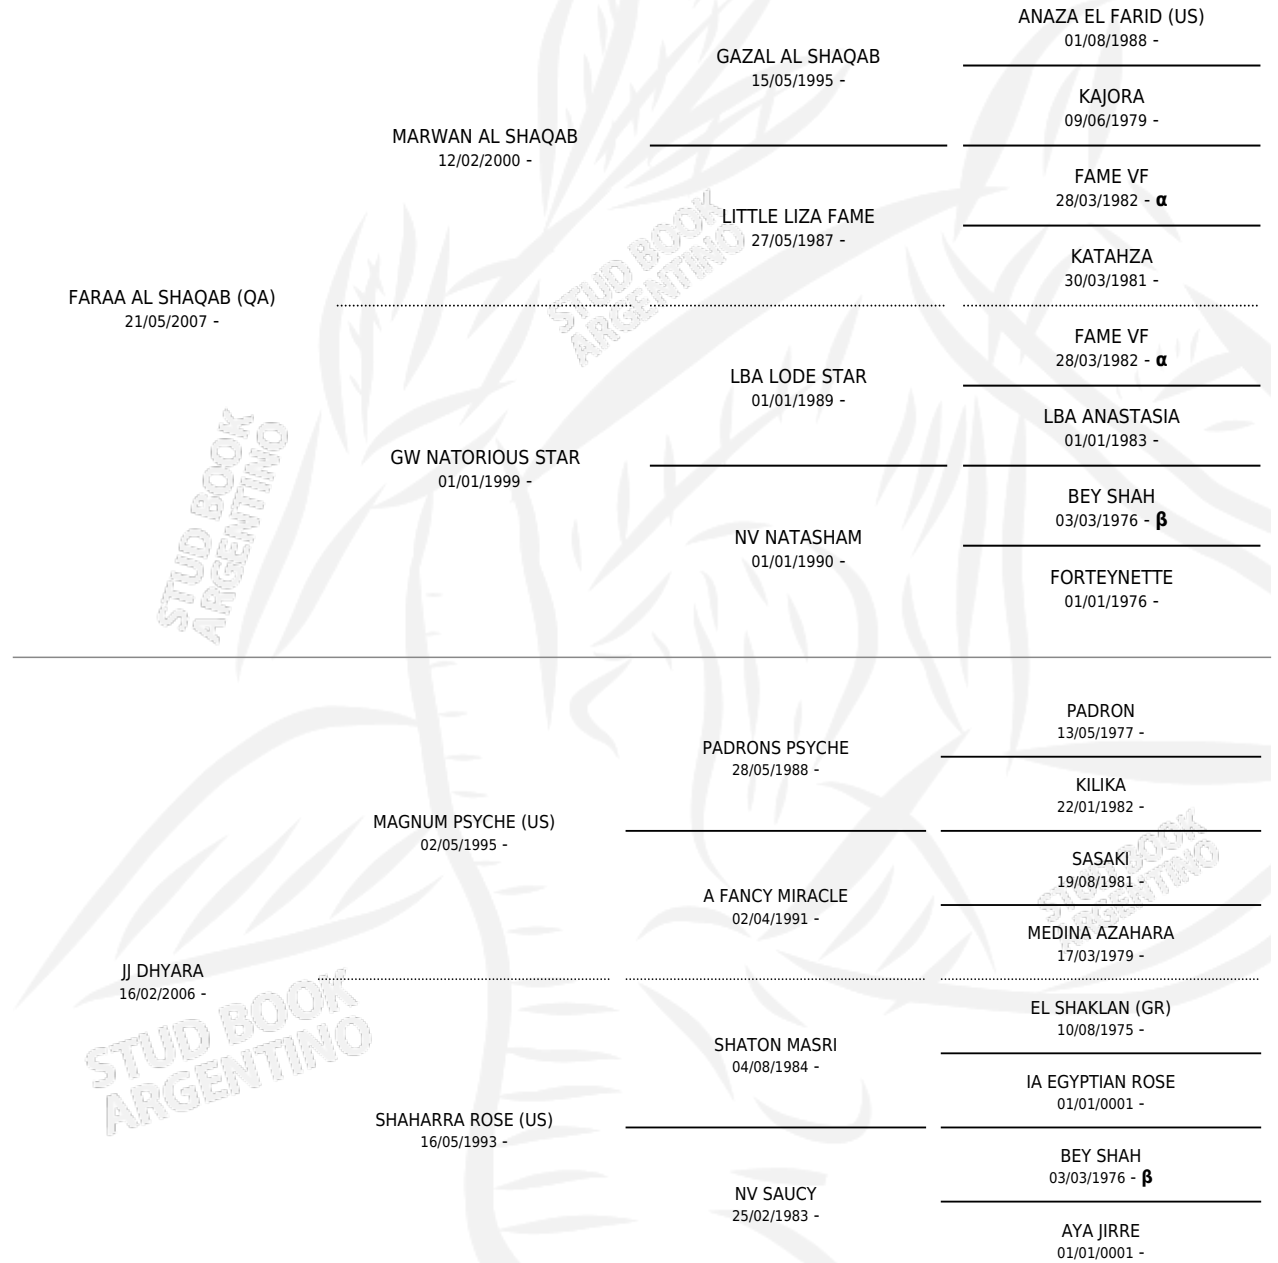 ANAZA EL FARID (US)
01/08/1988 -
GAZAL AL SHAQAB
15/05/1995 -
KAJORA
09/06/1979 -
MARWAN AL SHAQAB
12/02/2000 -
FAME VF
28/03/1982 - α
LITTLE LIZA FAME
27/05/1987 -
KATAHZA
30/03/1981 -
STUD BOOK
ARGENTINO
FARAA AL SHAQAB (QA)
21/05/2007 -
FAME VF
28/03/1982 - α
LBA LODE STAR
01/01/1989 -
LBA ANASTASIA
01/01/1983 -
GW NATORIOUS STAR
01/01/1999 -
BEY SHAH
03/03/1976 - β
NV NATASHAM
01/01/1990 -
FORTEYNETTE
01/01/1976 -
STUD BOOK
ARGENTINO
PADRON
13/05/1977 -
PADRONS PSYCHE
28/05/1988 -
KILIKA
22/01/1982 -
MAGNUM PSYCHE (US)
02/05/1995 -
SASAKI
19/08/1981 -
STUD BOOK
ARGENTINO
A FANCY MIRACLE
02/04/1991 -
MEDINA AZAHARA
17/03/1979 -
JJ DHYARA
16/02/2006 -
EL SHAKLAN (GR)
10/08/1975 -
SHATON MASRI
04/08/1984 -
IA EGYPTIAN ROSE
01/01/0001 -
STUD BOOK
ARGENTINO
SHAHARRA ROSE (US)
16/05/1993 -
BEY SHAH
03/03/1976 - β
NV SAUCY
25/02/1983 -
AYA JIRRE
01/01/0001 -